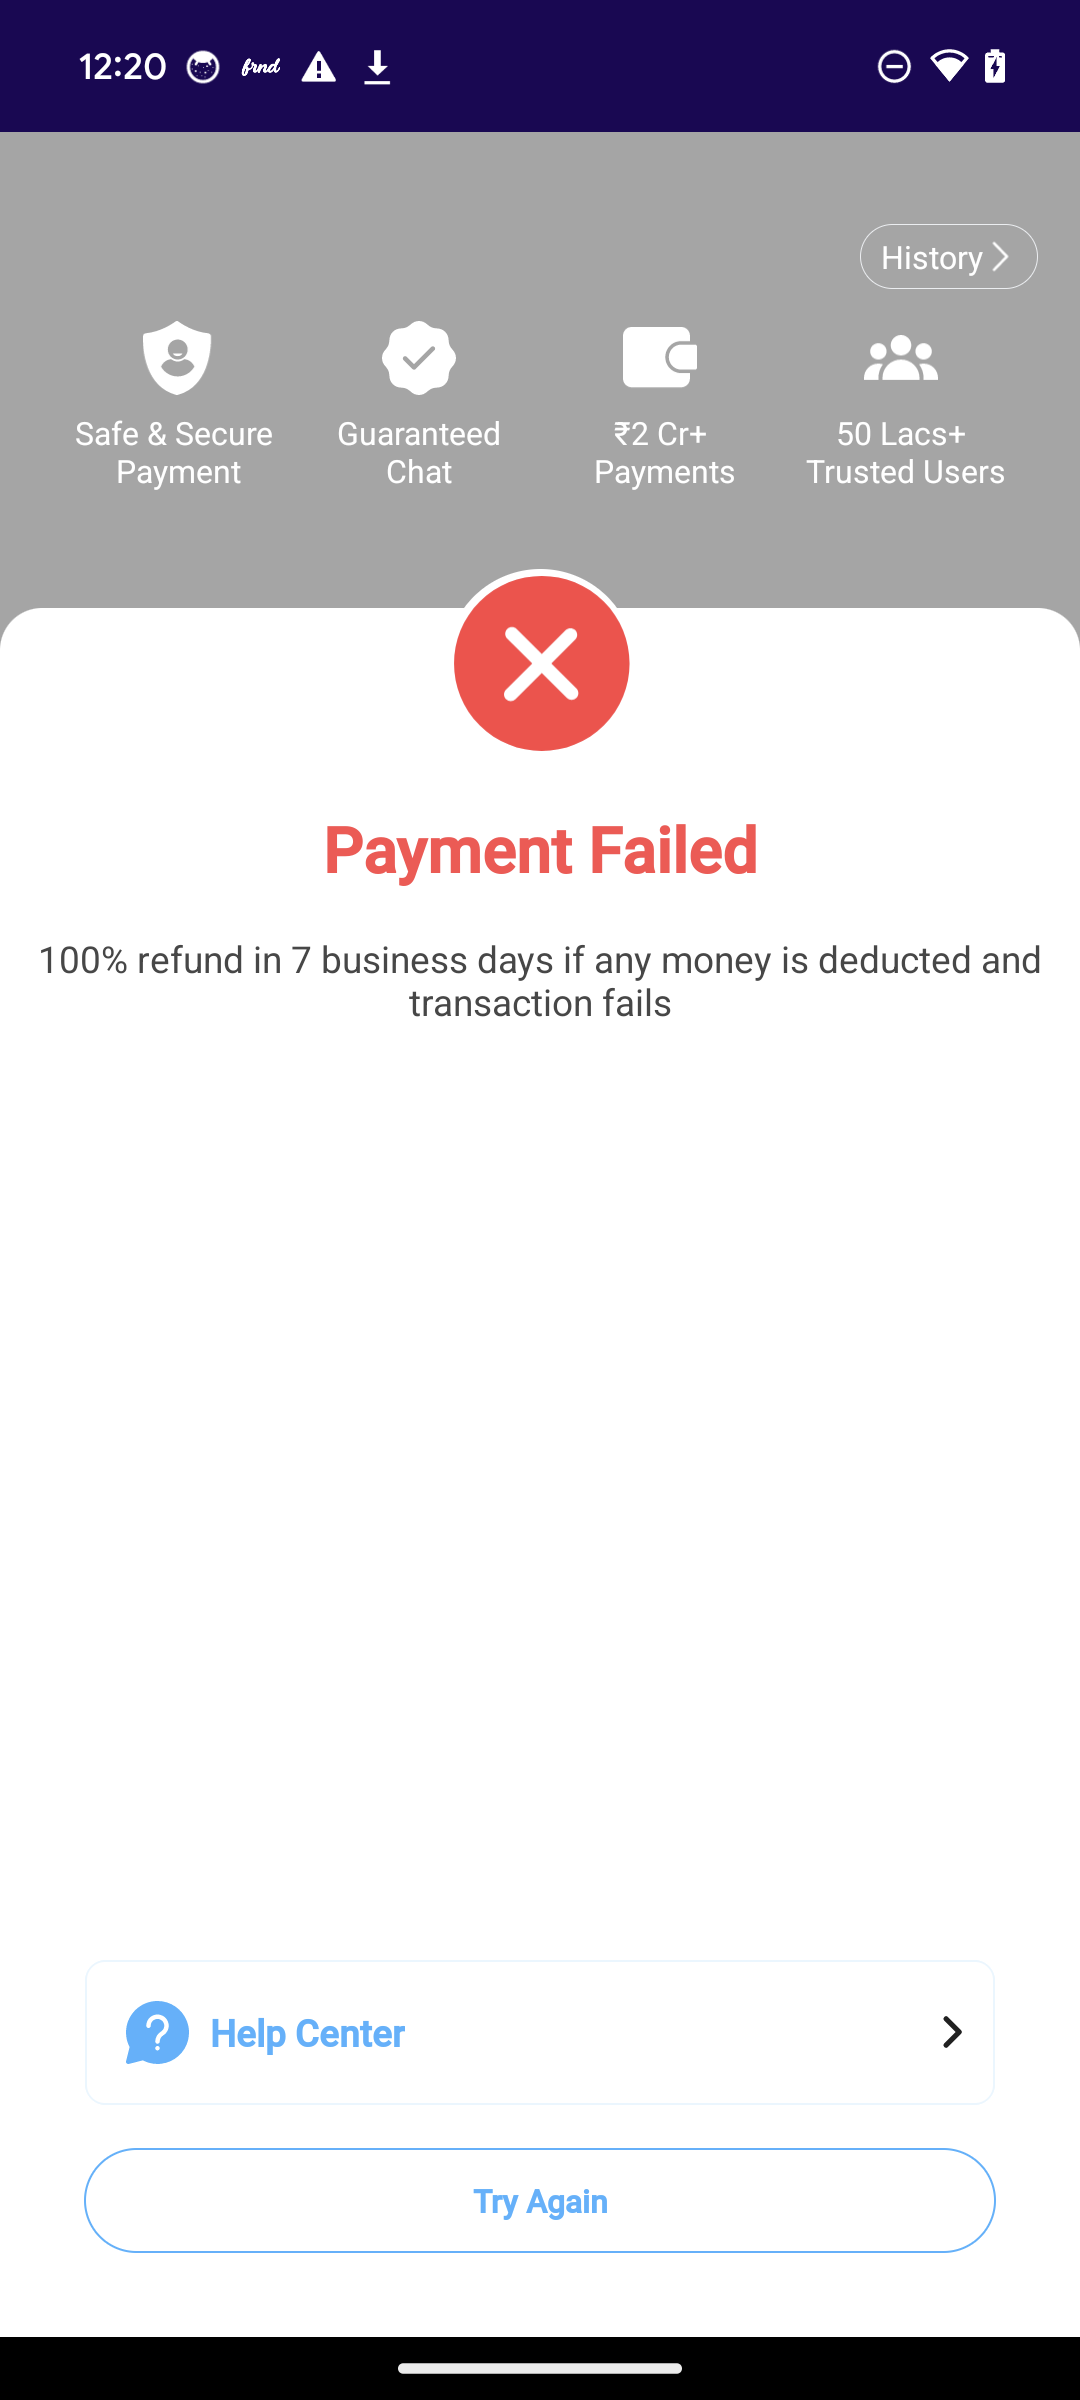 12:20 frnd
History
Safe & Secure
Payment
Guaranteed
Chat
₹2 Cr+
Payments
50 Lacs+
Trusted Users
Payment Failed
100% refund in 7 business days if any money is deducted and
transaction fails
Help Center
Try Again